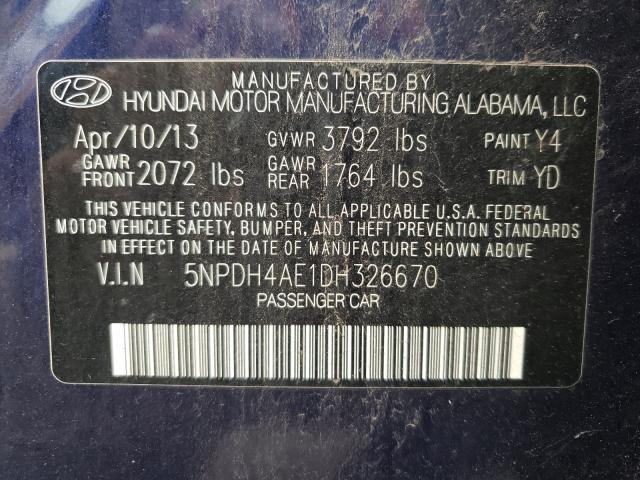 MANUFACTURED BY
HYUNDAI MOTOR MANUFACTURING ALABAMA, LLC
Apr/10/13 GVWR 3792 lbs PAINT Y4
GAWR FRONT 2072 lbs GAWR REAR 1764 lbs TRIM YD
THIS VEHICLE CONFORMS TO ALL APPLICABLE U.S.A. FEDERAL
MOTOR VEHICLE SAFETY, BUMPER, AND THEFT PREVENTION STANDARDS
IN EFFECT ON THE DATE OF MANUFACTURE SHOWN ABOVE.
V.I.N 5NPDH4AE1DH326670
PASSENGER CAR